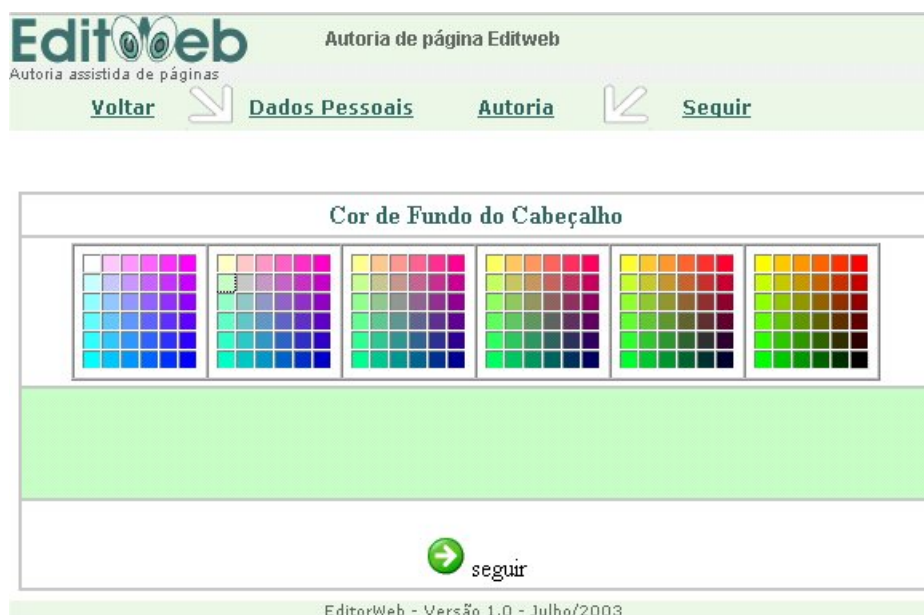 EditWeb
Autoria de página Editweb
Autoria assistida de páginas
Voltar Dados Pessoais Autoria Seguir
Cor de Fundo do Cabeçalho
seguir
EditorWeb - Versão 1.0 - Julho/2003